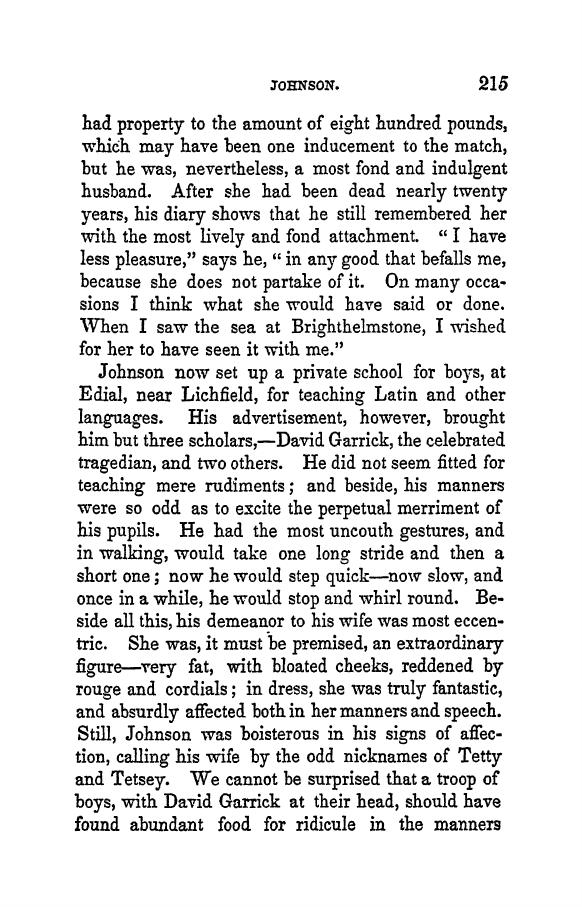 JOHNSON. 215
had property to the amount of eight hundred pounds,
which may have been one inducement to the match,
but he was, nevertheless, a most fond and indulgent
husband. After she had been dead nearly twenty
years, his diary shows that he still remembered her
with the most lively and fond attachment. “I have
less pleasure,” says he, “in any good that befalls me,
because she does not partake of it. On many occa-
sions I think what she would have said or done.
When I saw the sea at Brighthelmstone, I wished
for her to have seen it with me.”
Johnson now set up a private school for boys, at
Edial, near Lichfield, for teaching Latin and other
languages. His advertisement, however, brought
him but three scholars,—David Garrick, the celebrated
tragedian, and two others. He did not seem fitted for
teaching mere rudiments; and beside, his manners
were so odd as to excite the perpetual merriment of
his pupils. He had the most uncouth gestures, and
in walking, would take one long stride and then a
short one; now he would step quick—now slow, and
once in a while, he would stop and whirl round. Be-
side all this, his demeanor to his wife was most eccen-
tric. She was, it must be premised, an extraordinary
figure—very fat, with bloated cheeks, reddened by
rouge and cordials; in dress, she was truly fantastic,
and absurdly affected both in her manners and speech.
Still, Johnson was boisterous in his signs of affec-
tion, calling his wife by the odd nicknames of Tetty
and Tetsey. We cannot be surprised that a troop of
boys, with David Garrick at their head, should have
found abundant food for ridicule in the manners